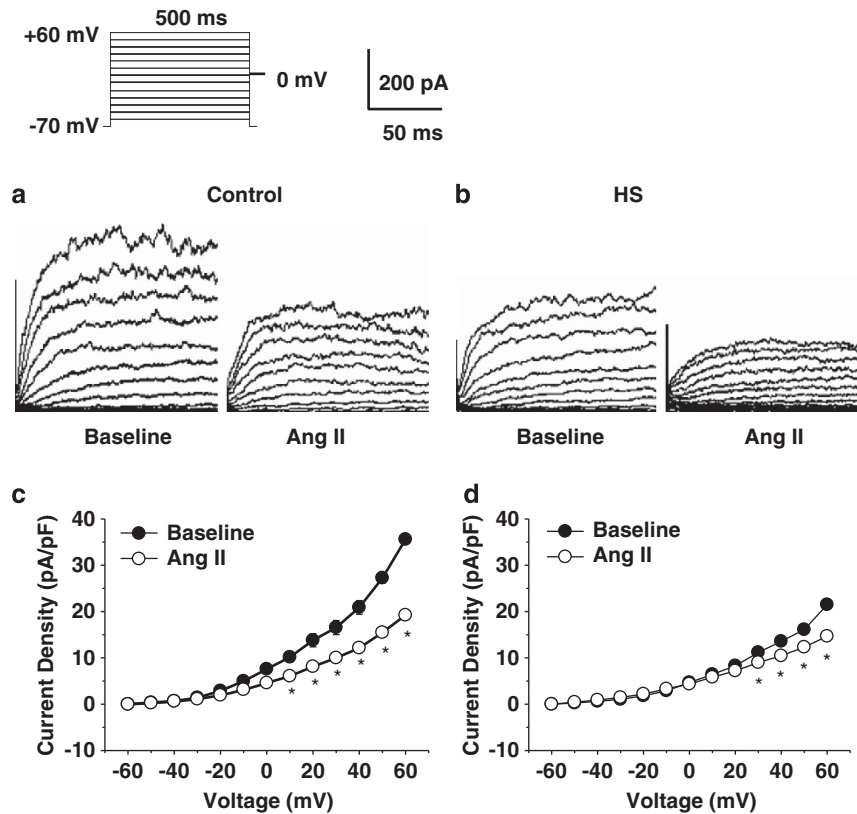 500 ms
+60 mV
0 mV
-70 mV
200 pA
50 ms
a Control
b HS
Baseline Ang II
Baseline Ang II
c
Current Density (pA/pF)
40
30
20
10
0
-10
Baseline
Ang II
* * * * * *
-60 -40 -20 0 20 40 60
Voltage (mV)
d
Current Density (pA/pF)
40
30
20
10
0
-10
Baseline
Ang II
* * * *
-60 -40 -20 0 20 40 60
Voltage (mV)